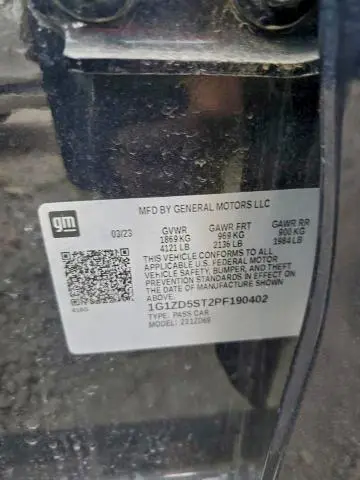 MFD BY GENERAL MOTORS LLC
gm
03/23 GVWR GAWR FRT GAWR RR
1869 KG 969 KG 900 KG
4121 LB 2136 LB 1984 LB
THIS VEHICLE CONFORMS TO ALL
APPLICABLE U.S. FEDERAL MOTOR
VEHICLE SAFETY, BUMPER, AND THEFT
PREVENTION STANDARDS IN EFFECT ON
THE DATE OF MANUFACTURE SHOWN
ABOVE.
1G1ZD5ST2PF190402
TYPE: PASS CAR
MODEL: 211ZD69